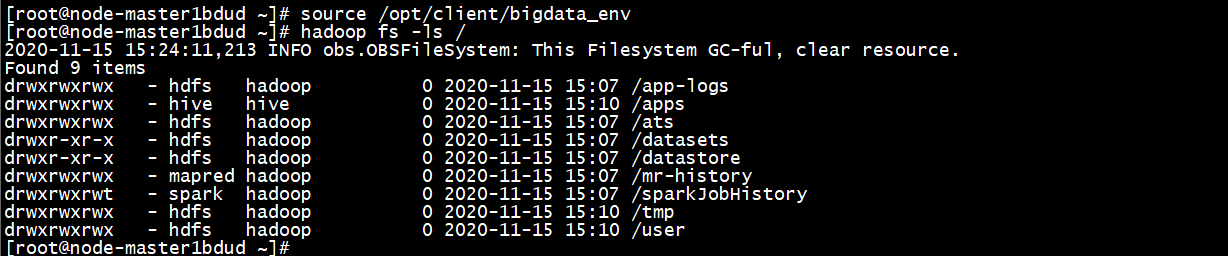 [root@node-master1bdud ~]# source /opt/client/bigdata_env
[root@node-master1bdud ~]# hadoop fs -ls /
2020-11-15 15:24:11,213 INFO obs.OBSFileSystem: This Filesystem GC-ful, clear resource.
Found 9 items
drwxrwxrwx   - hdfs   hadoop          0 2020-11-15 15:07 /app-logs
drwxrwxrwx   - hive   hive            0 2020-11-15 15:10 /apps
drwxrwxrwx   - hdfs   hadoop          0 2020-11-15 15:07 /ats
drwxr-xr-x   - hdfs   hadoop          0 2020-11-15 15:07 /datasets
drwxr-xr-x   - hdfs   hadoop          0 2020-11-15 15:07 /datastore
drwxrwxrwx   - mapred hadoop          0 2020-11-15 15:07 /mr-history
drwxrwxrwt   - spark  hadoop          0 2020-11-15 15:07 /sparkJobHistory
drwxrwxrwx   - hdfs   hadoop          0 2020-11-15 15:10 /tmp
drwxrwxrwx   - hdfs   hadoop          0 2020-11-15 15:10 /user
[root@node-master1bdud ~]#